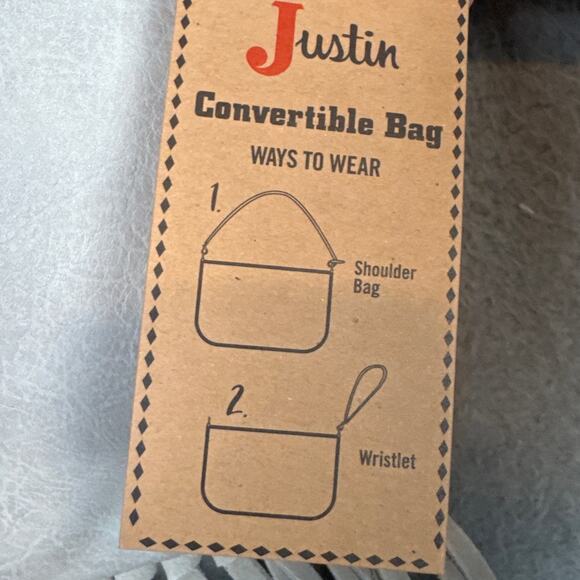 Justin
Convertible Bag
WAYS TO WEAR
1.
Shoulder
Bag
2.
Wristlet